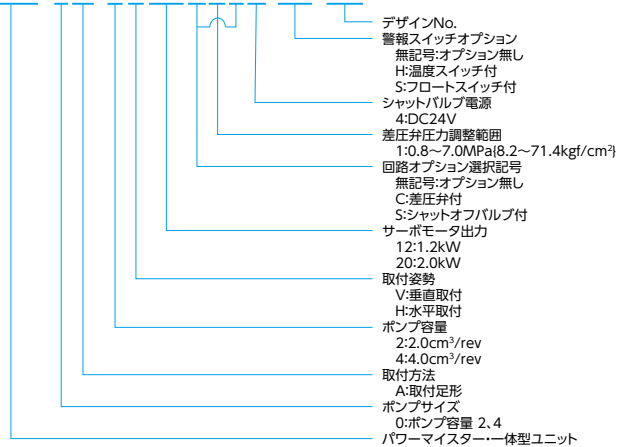 デザインNo.
警報スイッチオプション
無記号:オプション無し
H:温度スイッチ付
S:フロートスイッチ付
シャットバルブ電源
4:DC24V
差圧弁圧力調整範囲
1:0.8～7.0MPa{8.2～71.4kgf/cm²}
回路オプション選択記号
無記号:オプション無し
C:差圧弁付
S:シャットオフバルブ付
サーボモータ出力
12:1.2kW
20:2.0kW
取付姿勢
V:垂直取付
H:水平取付
ポンプ容量
2:2.0cm³/rev
4:4.0cm³/rev
取付方法
A:取付足形
ポンプサイズ
0:ポンプ容量 2、4
パワーマイスター・一体型ユニット